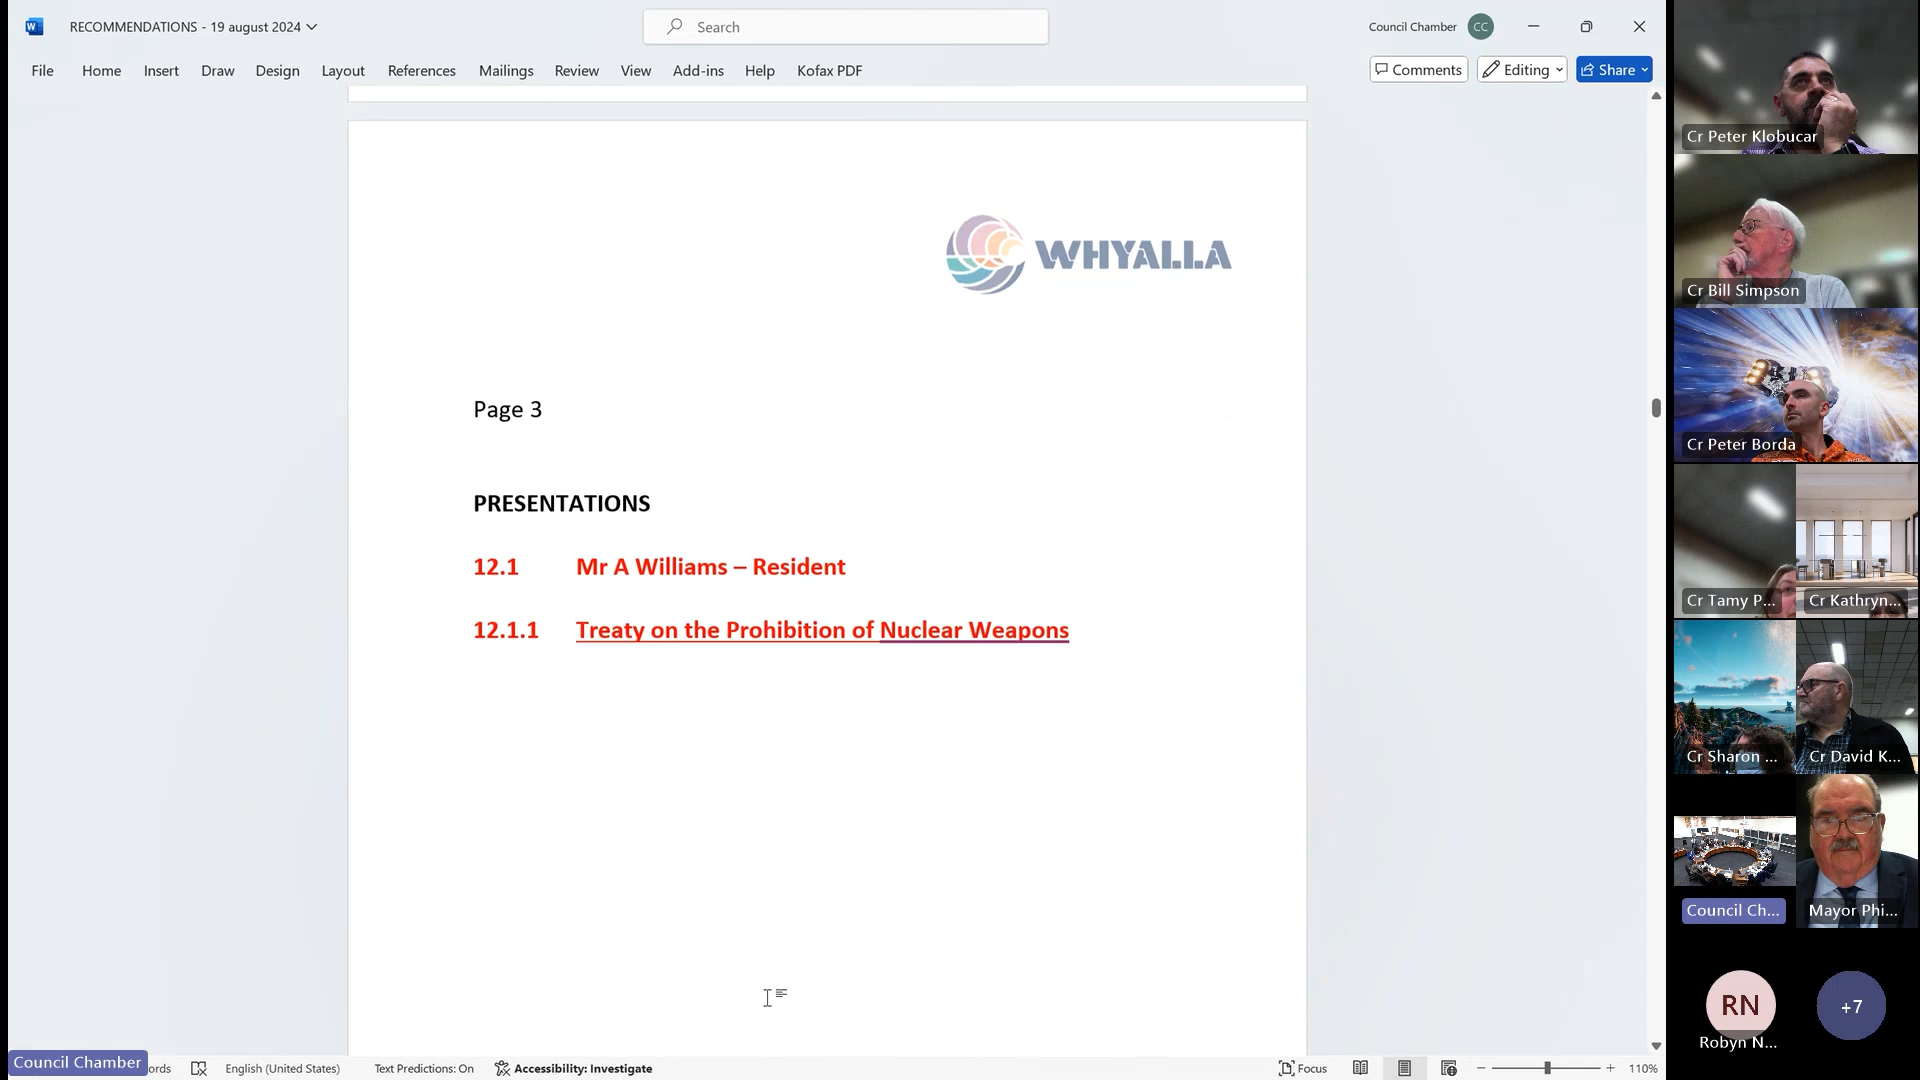 RECOMMENDATIONS - 19 august 2024
Search
Council Chamber
CC
File
Home
Insert
Draw
Design
Layout
References
Mailings
Review
View
Add-ins
Help
Kofax PDF
Comments
Editing
Share
WHYALLA
Page 3
PRESENTATIONS
12.1 Mr A Williams – Resident
12.1.1 Treaty on the Prohibition of Nuclear Weapons
Cr Peter Klobucar
Cr Bill Simpson
Cr Peter Borda
Cr Tamy P...
Cr Kathryn...
Cr Sharon ...
Cr David K...
Council Ch...
Mayor Phi...
RN
+7
Robyn N...
Council Chamber
ords
English (United States)
Text Predictions: On
Accessibility: Investigate
Focus
110%